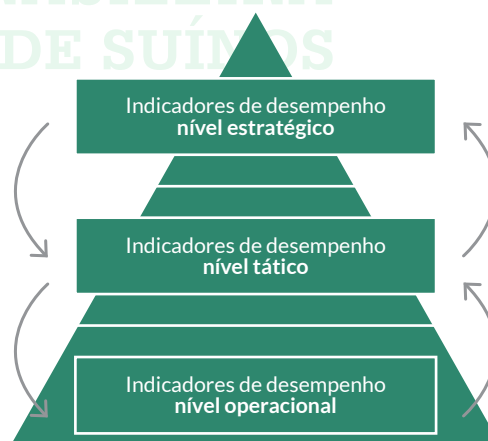 DE SUÍNOS
Indicadores de desempenho
nível estratégico
Indicadores de desempenho
nível tático
Indicadores de desempenho
nível operacional